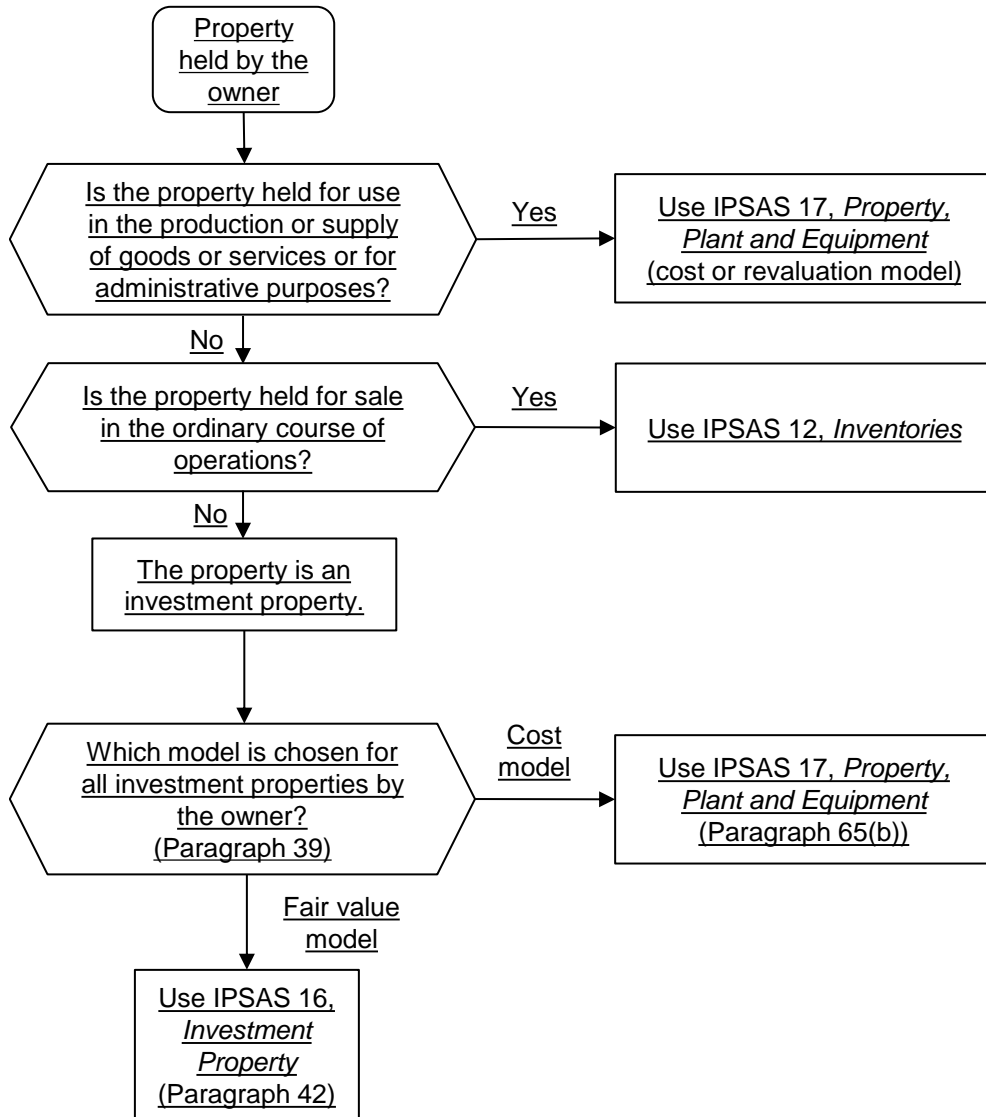 Property
held by the
owner
Is the property held for use
in the production or supply
of goods or services or for
administrative purposes?
Yes
Use IPSAS 17, Property,
Plant and Equipment
(cost or revaluation model)
No
Is the property held for sale
in the ordinary course of
operations?
Yes
Use IPSAS 12, Inventories
No
The property is an
investment property.
Which model is chosen for
all investment properties by
the owner?
(Paragraph 39)
Cost
model
Use IPSAS 17, Property,
Plant and Equipment
(Paragraph 65(b))
Fair value
model
Use IPSAS 16,
Investment
Property
(Paragraph 42)